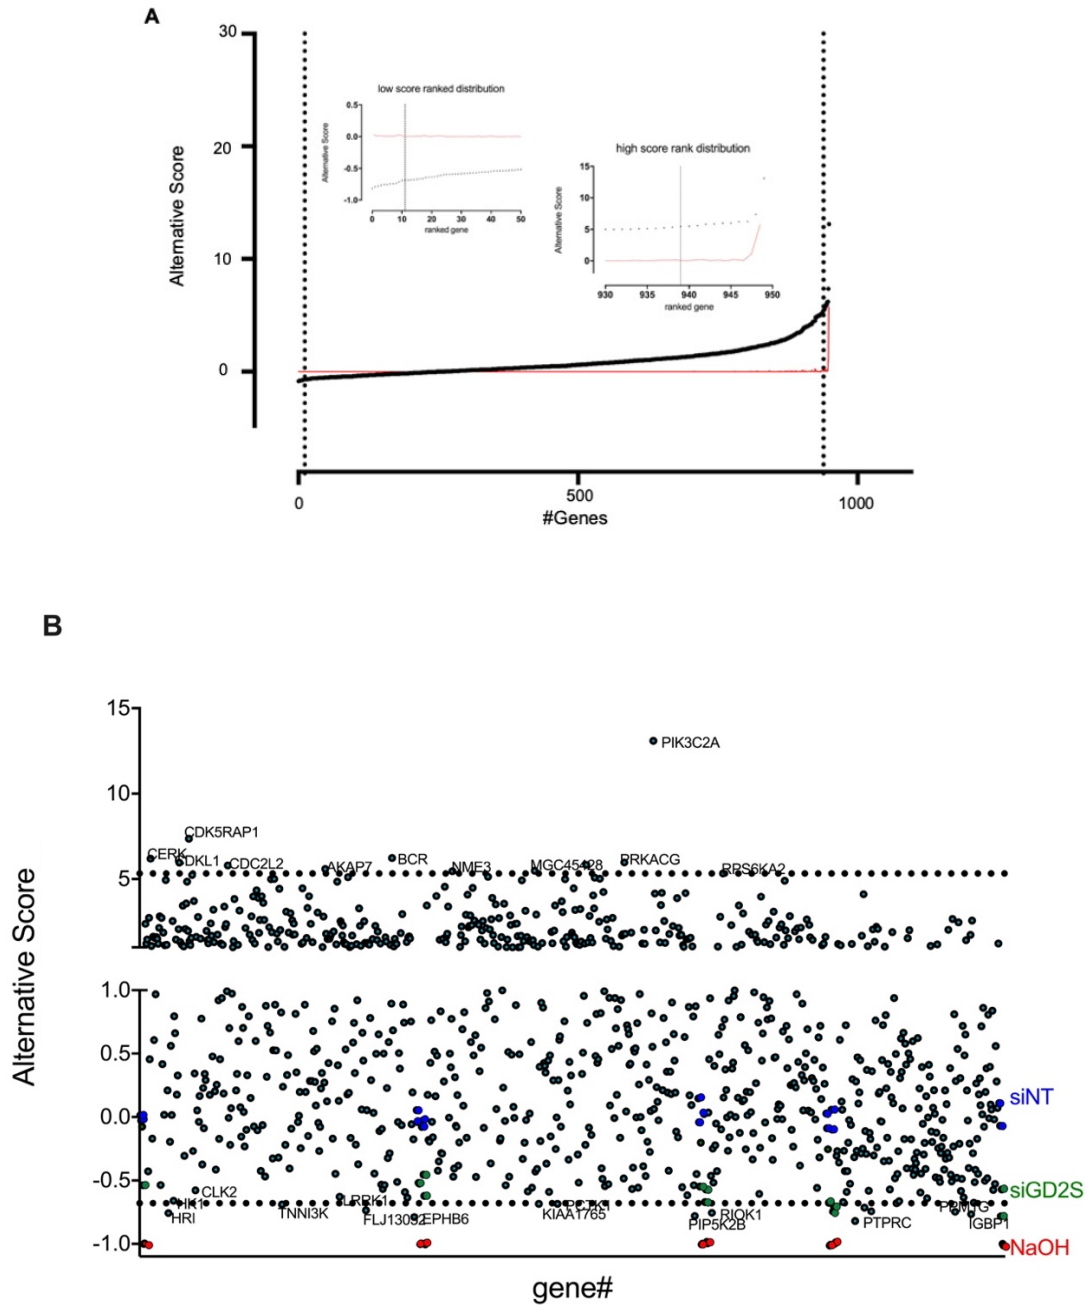 A
30
20
10
0
Alternative Score
low score ranked distribution
0.5
0.0
-0.5
-1.0
Alternative Score
0 10 20 30 40 50
ranked gene
high score rank distribution
15
10
5
0
Alternative Score
930 935 940 945 950
ranked gene
0 500 1000
#Genes
B
Alternative Score
15
10
5
PIK3C2A
CDK5RAP1
CERK
CDKL1
CDC2L2
AKAP7
BCR
NME3
MGC45428
PRKACG
RPS6KA2
1.0
0.5
0.0
-0.5
-1.0
siNT
siGD2S
NaOH
HK1
CLK2
HRI
TNNI3K
LRRK1
FLJ13052
EPHB6
KIAA1765
PIP5K2B
RIOK1
PTPRC
IGBP1
gene#